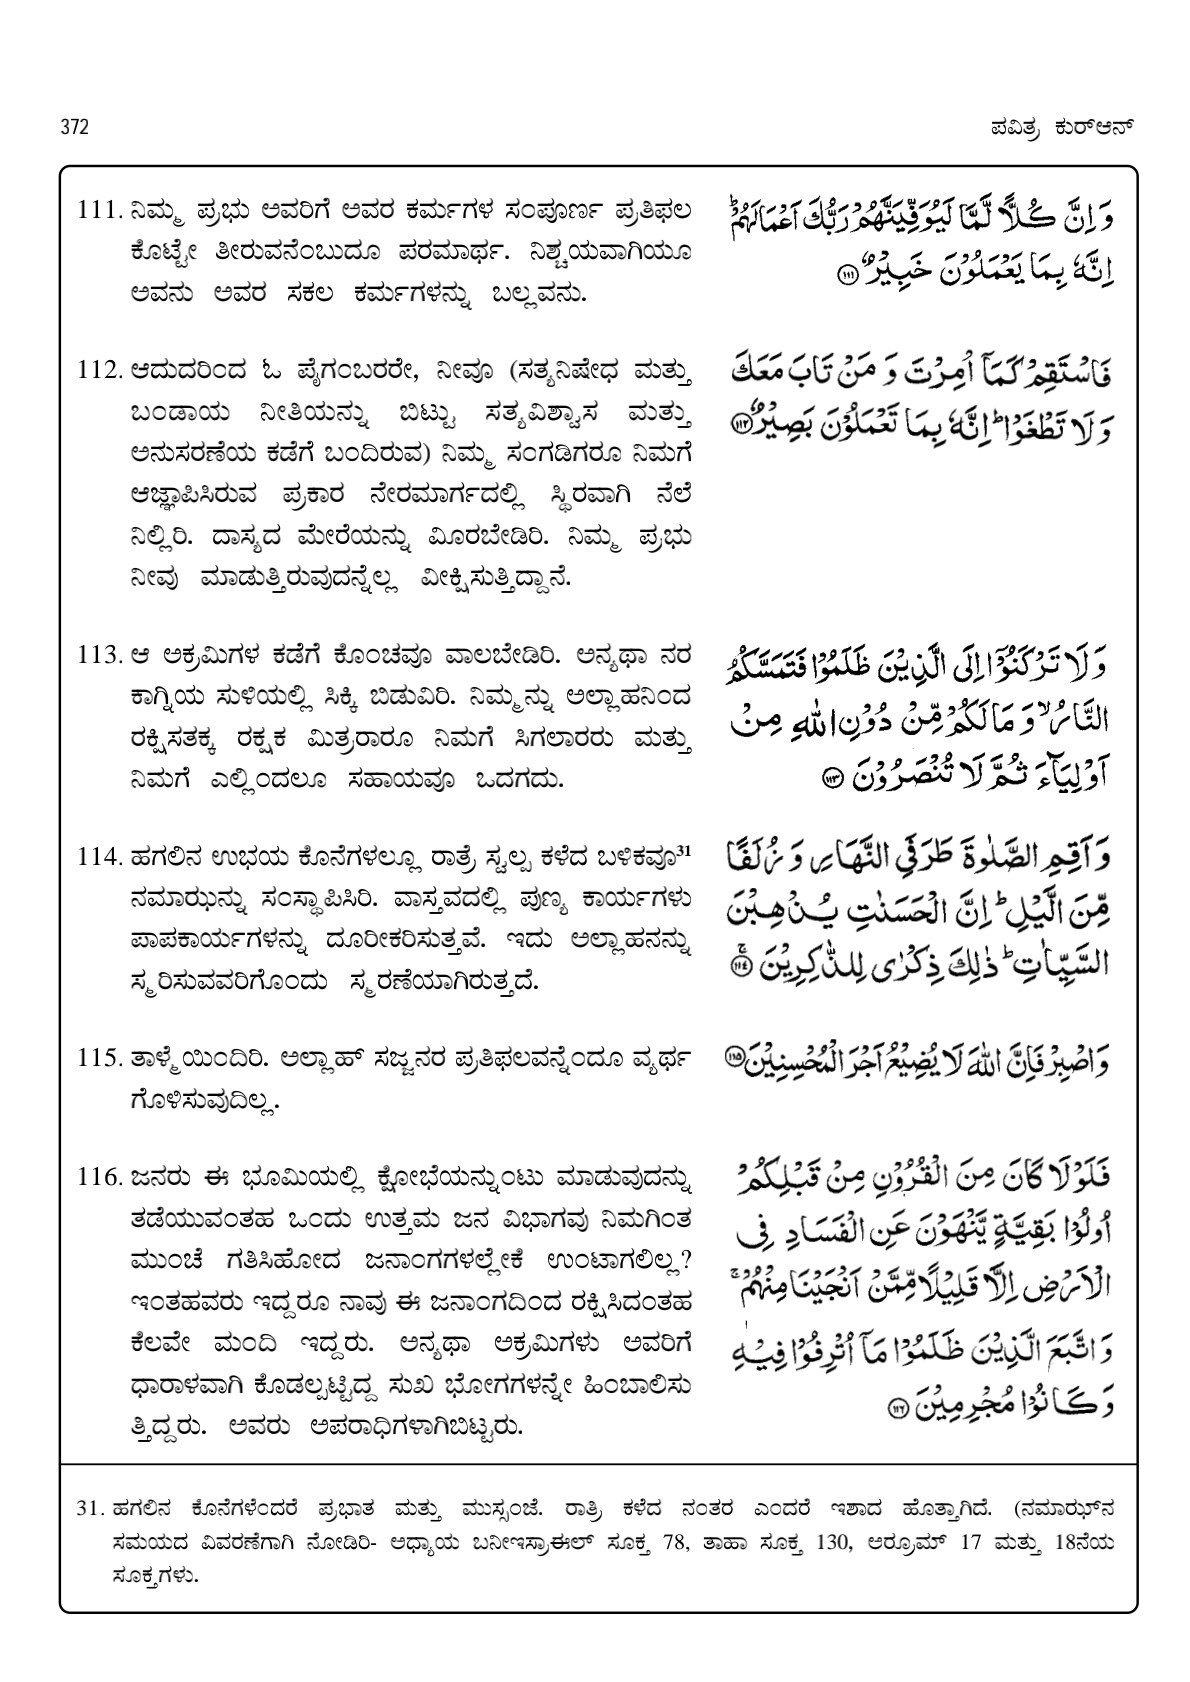 372
ಪವಿತ್ರ ಕುರ್‌ಆನ್
111. ನಿಮ್ಮ ಪ್ರಭು ಅವರಿಗೆ ಅವರ ಕರ್ಮಗಳ ಸಂಪೂರ್ಣ ಪ್ರತಿಫಲ
ಕೊಟ್ಟೇ ತೀರುವನೆಂಬುದೂ ಪರಮಾರ್ಥ. ನಿಶ್ಚಯವಾಗಿಯೂ
ಅವನು ಅವರ ಸಕಲ ಕರ್ಮಗಳನ್ನು ಬಲ್ಲವನು.
وَ اِنَّ كُلًّا لَّمَّا لَيُوَفِّيَنَّهُمْ رَبُّكَ اَعْمَالَهُمْ ؕ
اِنَّهٗ بِمَا يَعْمَلُوْنَ خَبِيْرٌ ۝۱۱۱
112. ಆದುದರಿಂದ ಓ ಪೈಗಂಬರರೇ, ನೀವೂ (ಸತ್ಯನಿಷೇಧ ಮತ್ತು
ಬಂಡಾಯ ನೀತಿಯನ್ನು ಬಿಟ್ಟು ಸತ್ಯವಿಶ್ವಾಸ ಮತ್ತು
ಅನುಸರಣೆಯ ಕಡೆಗೆ ಬಂದಿರುವ) ನಿಮ್ಮ ಸಂಗಡಿಗರೂ ನಿಮಗೆ
ಆಜ್ಞಾಪಿಸಿರುವ ಪ್ರಕಾರ ನೇರಮಾರ್ಗದಲ್ಲಿ ಸ್ಥಿರವಾಗಿ ನೆಲೆ
ನಿಲ್ಲಿರಿ. ದಾಸ್ಯದ ಮೇರೆಯನ್ನು ಮೀರಬೇಡಿರಿ. ನಿಮ್ಮ ಪ್ರಭು
ನೀವು ಮಾಡುತ್ತಿರುವುದನ್ನೆಲ್ಲ ವೀಕ್ಷಿಸುತ್ತಿದ್ದಾನೆ.
فَاسْتَقِمْ كَمَاۤ اُمِرْتَ وَ مَنْ تَابَ مَعَكَ
وَ لَا تَطْغَوْا ؕ اِنَّهٗ بِمَا تَعْمَلُوْنَ بَصِيْرٌ ۝۱۱۲
113. ಆ ಅಕ್ರಮಿಗಳ ಕಡೆಗೆ ಕೊಂಚವೂ ವಾಲಬೇಡಿರಿ. ಅನ್ಯಥಾ ನರ
ಕಾಗ್ನಿಯ ಸುಳಿಯಲ್ಲಿ ಸಿಕ್ಕಿ ಬಿಡುವಿರಿ. ನಿಮ್ಮನ್ನು ಅಲ್ಲಾಹನಿಂದ
ರಕ್ಷಿಸತಕ್ಕ ರಕ್ಷಕ ಮಿತ್ರರಾರೂ ನಿಮಗೆ ಸಿಗಲಾರರು ಮತ್ತು
ನಿಮಗೆ ಎಲ್ಲಿಂದಲೂ ಸಹಾಯವೂ ಒದಗದು.
وَ لَا تَرْكَنُوْۤا اِلَى الَّذِيْنَ ظَلَمُوْا فَتَمَسَّكُمُ
النَّارُ ۙ وَ مَا لَكُمْ مِّنْ دُوْنِ اللّٰهِ مِنْ
اَوْلِيَآءَ ثُمَّ لَا تُنْصَرُوْنَ ۝۱۱۳
114. ಹಗಲಿನ ಉಭಯ ಕೊನೆಗಳಲ್ಲೂ ರಾತ್ರೆ ಸ್ವಲ್ಪ ಕಳೆದ ಬಳಿಕವೂ³¹
ನಮಾಝನ್ನು ಸಂಸ್ಥಾಪಿಸಿರಿ. ವಾಸ್ತವದಲ್ಲಿ ಪುಣ್ಯ ಕಾರ್ಯಗಳು
ಪಾಪಕಾರ್ಯಗಳನ್ನು ದೂರೀಕರಿಸುತ್ತವೆ. ಇದು ಅಲ್ಲಾಹನನ್ನು
ಸ್ಮರಿಸುವವರಿಗೊಂದು ಸ್ಮರಣೆಯಾಗಿರುತ್ತದೆ.
وَ اَقِمِ الصَّلٰوةَ طَرَفَيِ النَّهَارِ وَ زُلَفًا
مِّنَ الَّيْلِ ؕ اِنَّ الْحَسَنٰتِ يُذْهِبْنَ
السَّيِّاٰتِ ؕ ذٰلِكَ ذِكْرٰى لِلذّٰكِرِيْنَ ۝۱۱۴
115. ತಾಳ್ಮೆಯಿಂದಿರಿ. ಅಲ್ಲಾಹ್ ಸಜ್ಜನರ ಪ್ರತಿಫಲವನ್ನೆಂದೂ ವ್ಯರ್ಥ
ಗೊಳಿಸುವುದಿಲ್ಲ.
وَ اصْبِرْ فَاِنَّ اللّٰهَ لَا يُضِيْعُ اَجْرَ الْمُحْسِنِيْنَ ۝۱۱۵
116. ಜನರು ಈ ಭೂಮಿಯಲ್ಲಿ ಕ್ಷೋಭೆಯನ್ನುಂಟು ಮಾಡುವುದನ್ನು
ತಡೆಯುವಂತಹ ಒಂದು ಉತ್ತಮ ಜನ ವಿಭಾಗವು ನಿಮಗಿಂತ
ಮುಂಚೆ ಗತಿಸಿಹೋದ ಜನಾಂಗಗಳಲ್ಲೇಕೆ ಉಂಟಾಗಲಿಲ್ಲ?
ಇಂತಹವರು ಇದ್ದರೂ ನಾವು ಈ ಜನಾಂಗದಿಂದ ರಕ್ಷಿಸಿದಂತಹ
ಕೆಲವೇ ಮಂದಿ ಇದ್ದರು. ಅನ್ಯಥಾ ಅಕ್ರಮಿಗಳು ಅವರಿಗೆ
ಧಾರಾಳವಾಗಿ ಕೊಡಲ್ಪಟ್ಟಿದ್ದ ಸುಖ ಭೋಗಗಳನ್ನೇ ಹಿಂಬಾಲಿಸು
ತ್ತಿದ್ದರು. ಅವರು ಅಪರಾಧಿಗಳಾಗಿಬಿಟ್ಟರು.
فَلَوْلَا كَانَ مِنَ الْقُرُوْنِ مِنْ قَبْلِكُمْ
اُولُوْا بَقِيَّةٍ يَّنْهَوْنَ عَنِ الْفَسَادِ فِى
الْاَرْضِ اِلَّا قَلِيْلًا مِّمَّنْ اَنْجَيْنَا مِنْهُمْ ۚ
وَ اتَّبَعَ الَّذِيْنَ ظَلَمُوْا مَاۤ اُتْرِفُوْا فِيْهِ
وَ كَانُوْا مُجْرِمِيْنَ ۝۱۱۶
31. ಹಗಲಿನ ಕೊನೆಗಳೆಂದರೆ ಪ್ರಭಾತ ಮತ್ತು ಮುಸ್ಸಂಜೆ. ರಾತ್ರಿ ಕಳೆದ ನಂತರ ಎಂದರೆ ಇಶಾದ ಹೊತ್ತಾಗಿದೆ. (ನಮಾಝ್‌ನ
ಸಮಯದ ವಿವರಣೆಗಾಗಿ ನೋಡಿರಿ- ಅಧ್ಯಾಯ ಬನೀಇಸ್ರಾಈಲ್ ಸೂಕ್ತ 78, ತಾಹಾ ಸೂಕ್ತ 130, ಅರ್ರೂಮ್ 17 ಮತ್ತು 18ನೆಯ
ಸೂಕ್ತಗಳು.